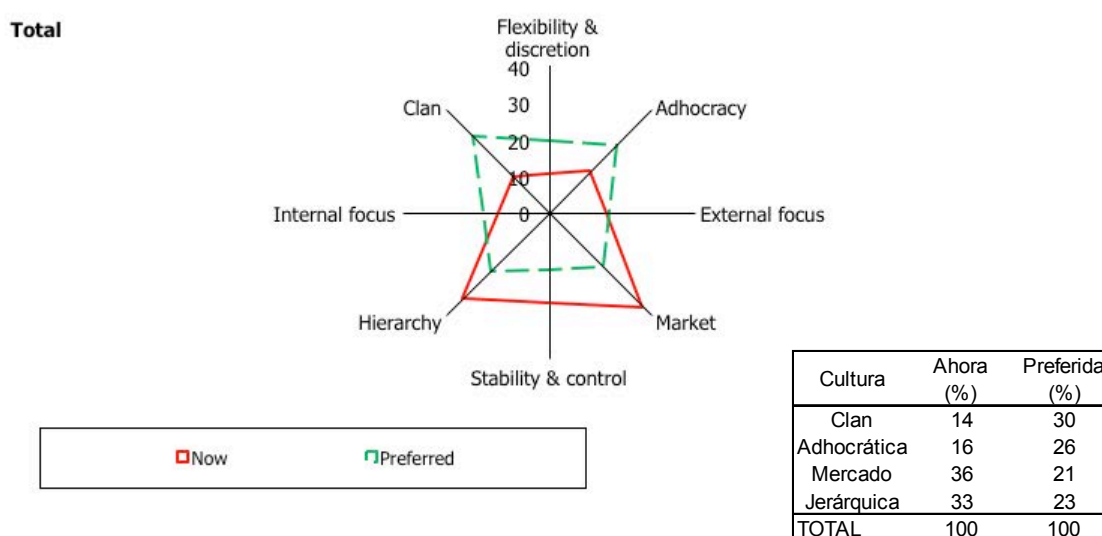 Total
Flexibility &
discretion
40
30
20
10
0
Clan
Adhocracy
Internal focus
External focus
Hierarchy
Market
Stability & control
Now
Preferred
Cultura Ahora (%) Preferida (%)
Clan 14 30
Adhocrática 16 26
Mercado 36 21
Jerárquica 33 23
TOTAL 100 100